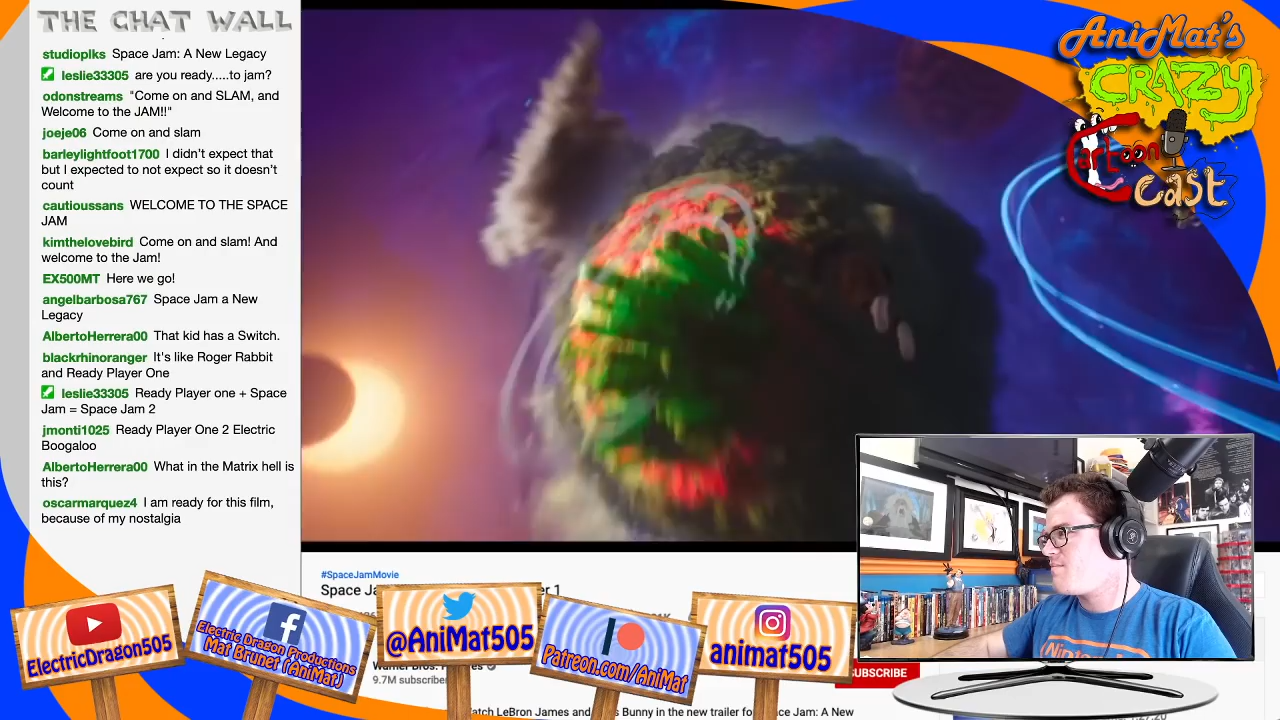 THE CHAT WALL
studioplks Space Jam: A New Legacy
leslie33305 are you ready.....to jam?
odonstreams "Come on and SLAM, and
Welcome to the JAM!!"
joeje06 Come on and slam
barleylightfoot1700 I didn't expect that
but I expected to not expect so it doesn't
count
cautioussans WELCOME TO THE SPACE
JAM
kimthelovebird Come on and slam! And
welcome to the Jam!
EX500MT Here we go!
angelbarbosa767 Space Jam a New
Legacy
AlbertoHerrera00 That kid has a Switch.
blackrhinoranger It's like Roger Rabbit
and Ready Player One
leslie33305 Ready Player one + Space
Jam = Space Jam 2
jmonti1025 Ready Player One 2 Electric
Boogaloo
AlbertoHerrera00 What in the Matrix hell is
this?
oscarmarquez4 I am ready for this film,
because of my nostalgia
AniMat's
CRAZY
Cartoon
Cast
#SpaceJamMovie
Space Ja
er 1
9.7M subscribe
SUBSCRIBE
atch LeBron James and
s Bunny in the new trailer fo
ce Jam: A New
ElectricDragon505
Electric Dragon Productions
Mat Brunet (AniMat)
@AniMat505
Patreon.com/AniMat
animat505
Nintendo